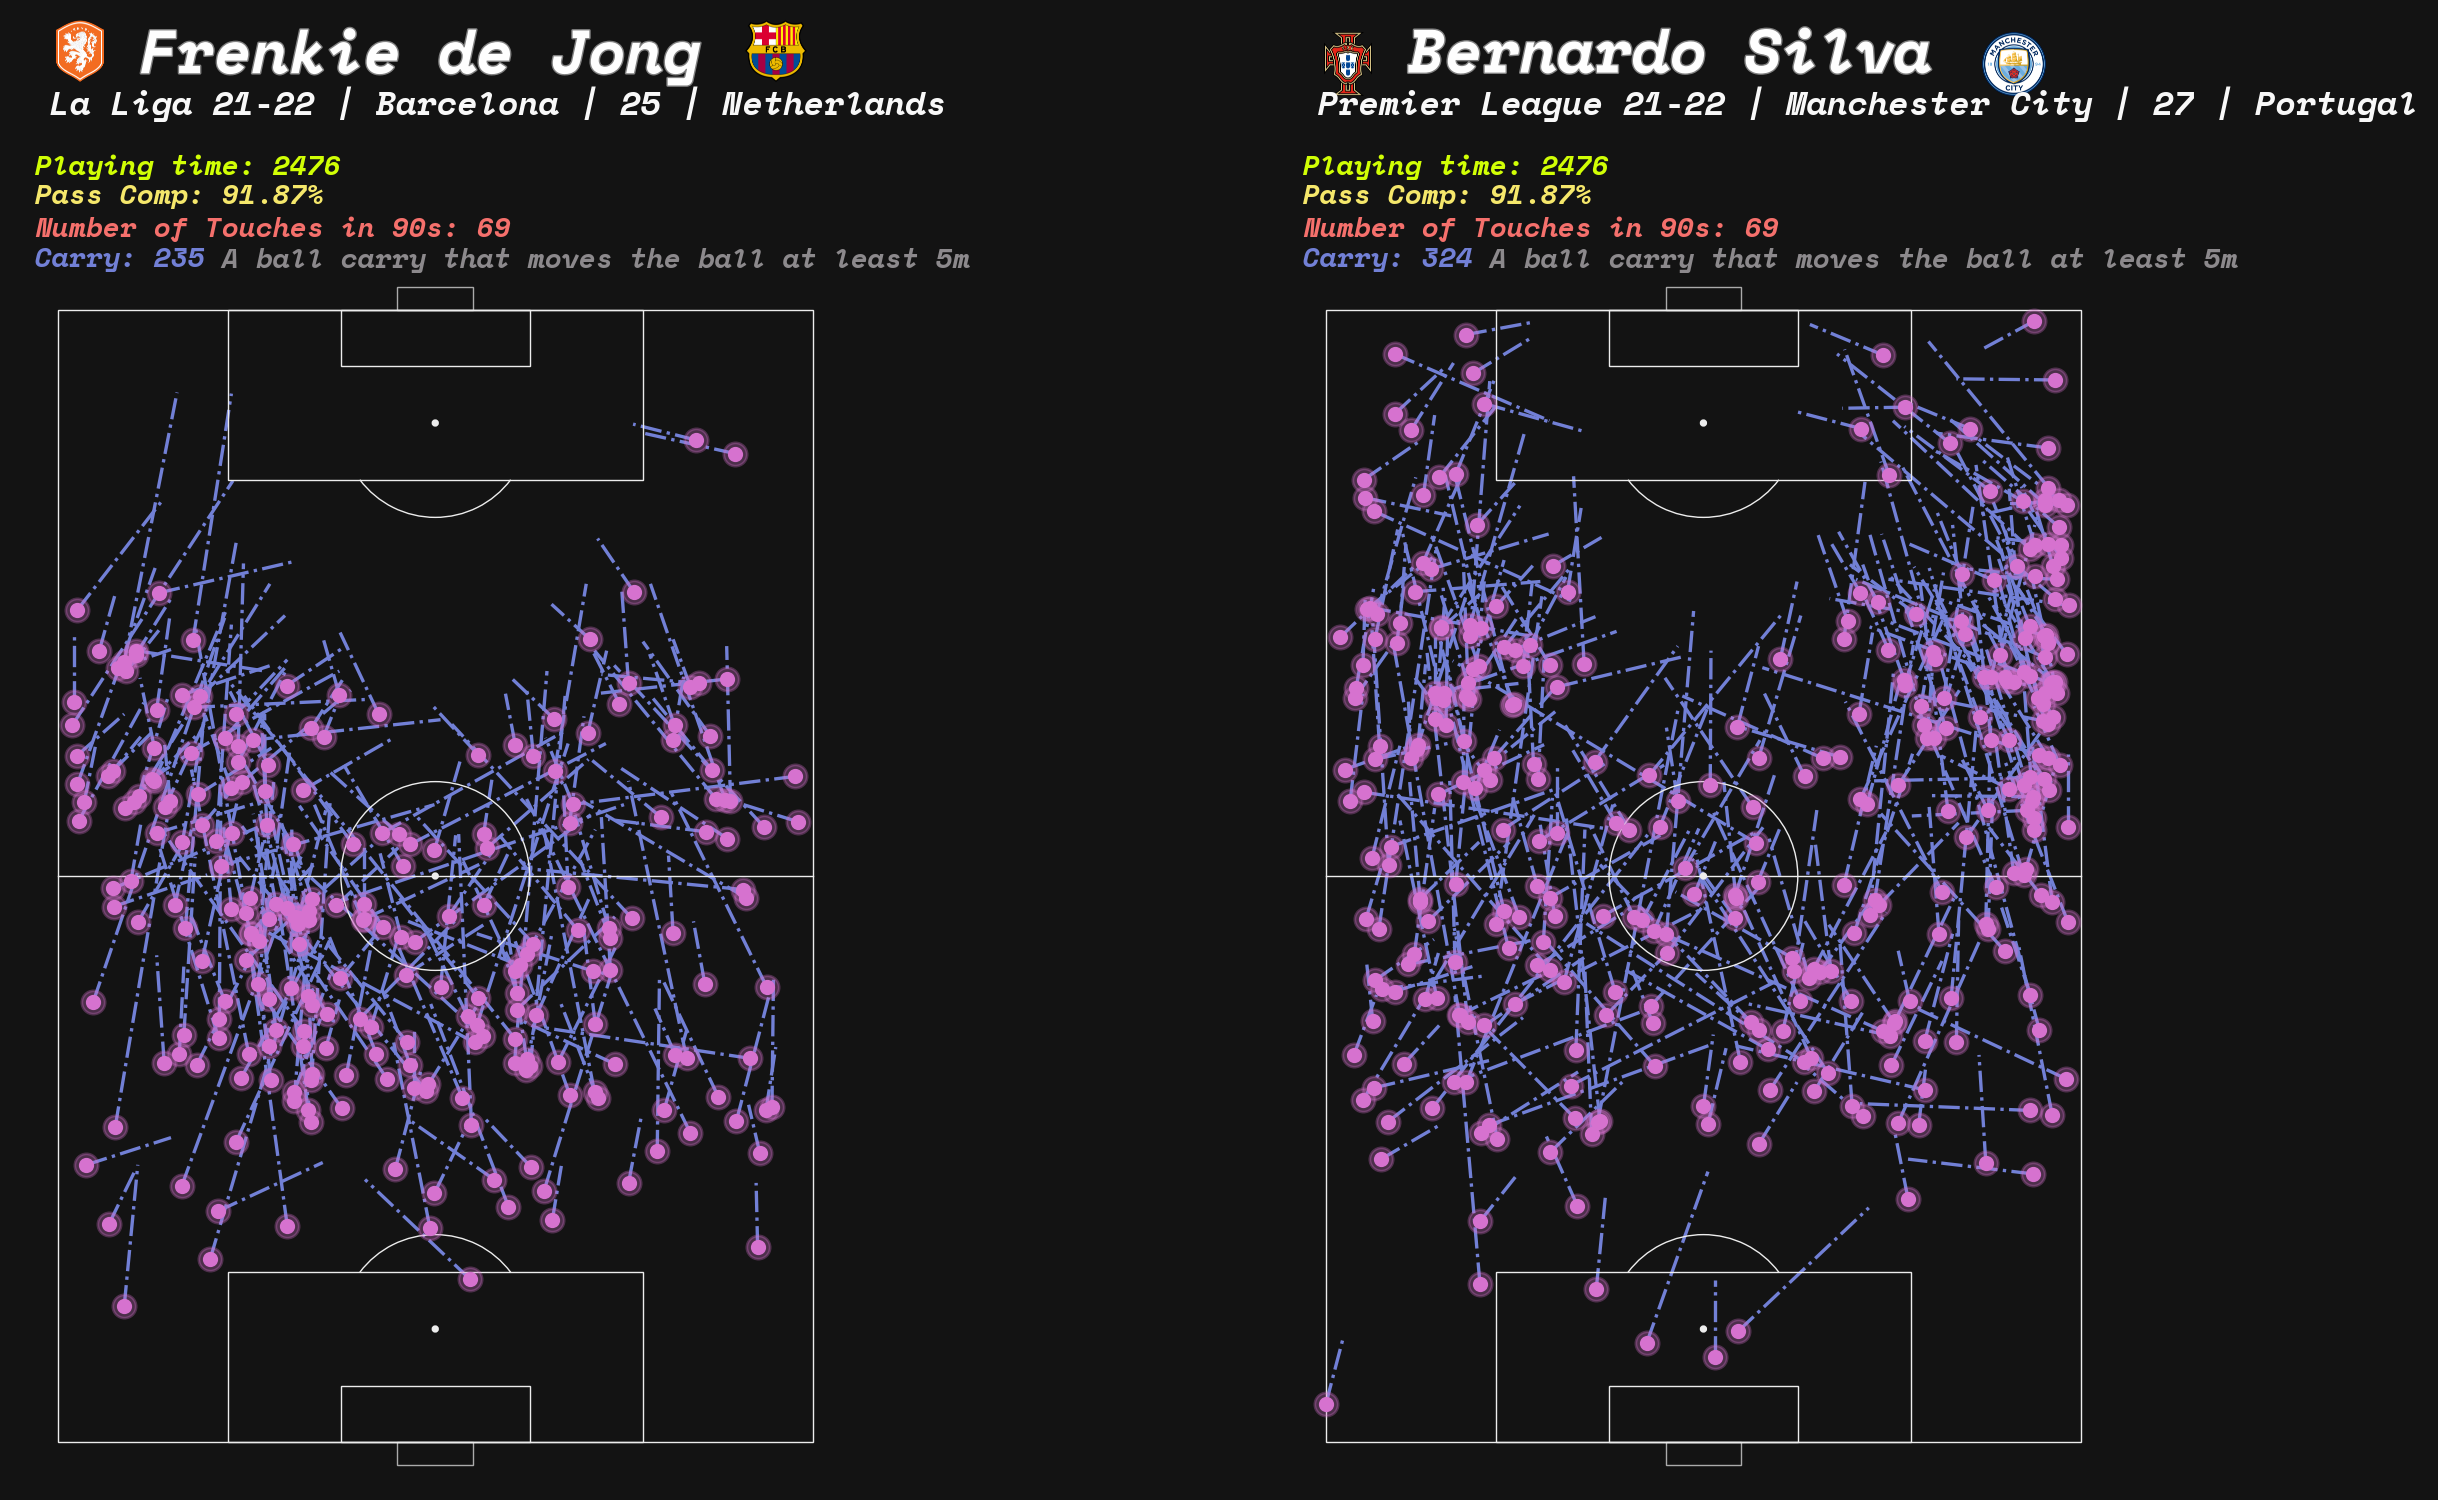 Frenkie de Jong
FCB
La Liga 21-22 | Barcelona | 25 | Netherlands
Playing time: 2476
Pass Comp: 91.87%
Number of Touches in 90s: 69
Carry: 235 A ball carry that moves the ball at least 5m
Bernardo Silva
MANCHESTER
CITY
Premier League 21-22 | Manchester City | 27 | Portugal
Playing time: 2476
Pass Comp: 91.87%
Number of Touches in 90s: 69
Carry: 324 A ball carry that moves the ball at least 5m